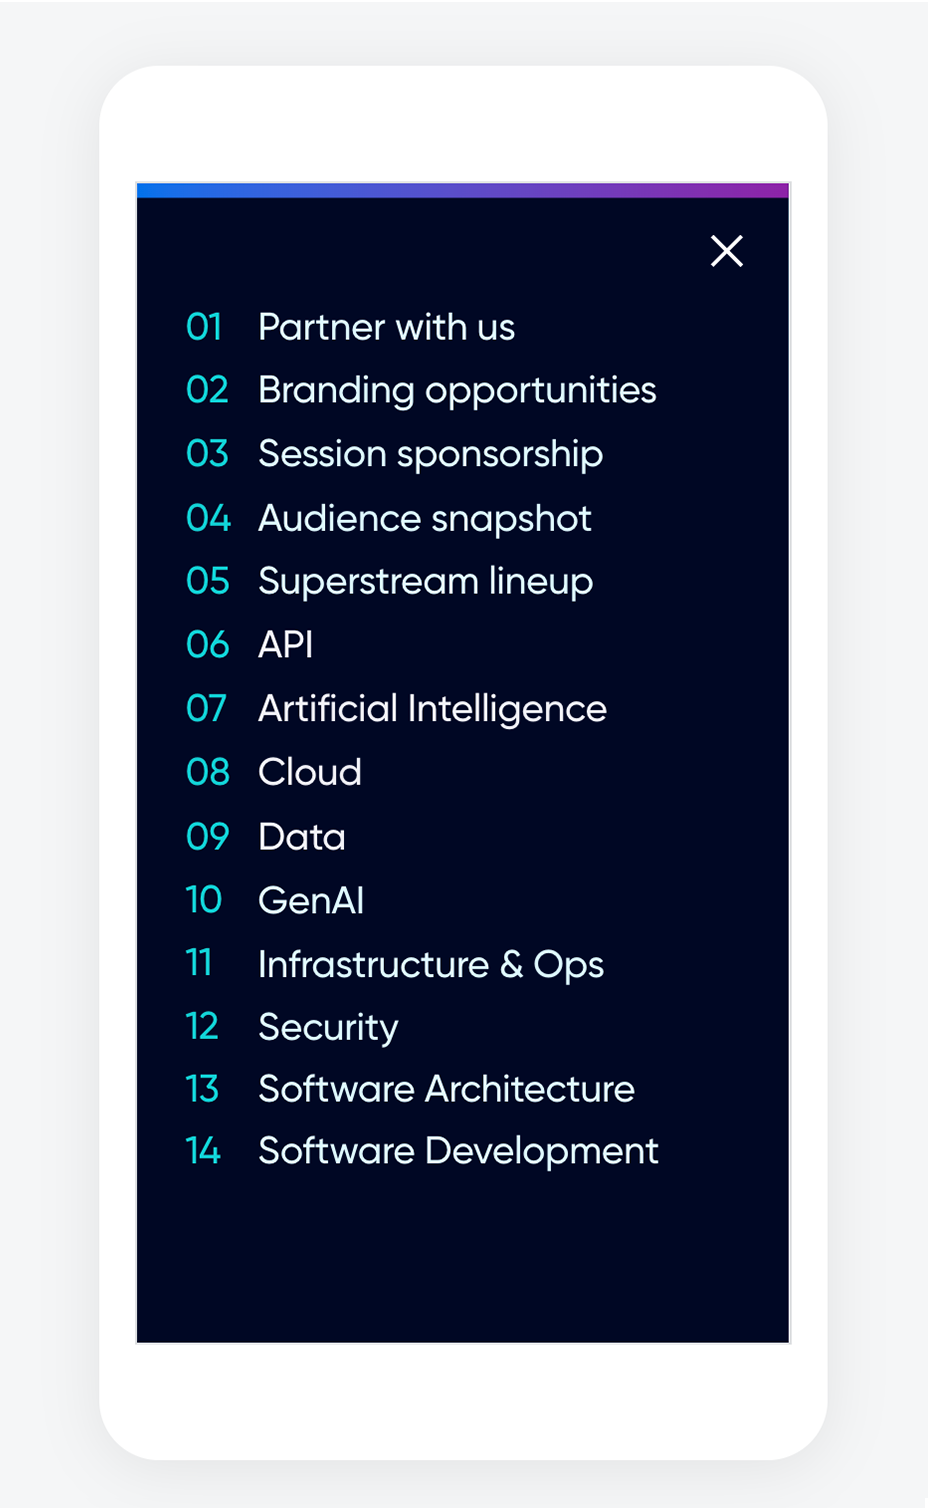 01 Partner with us
02 Branding opportunities
03 Session sponsorship
04 Audience snapshot
05 Superstream lineup
06 API
07 Artificial Intelligence
08 Cloud
09 Data
10 GenAI
11 Infrastructure & Ops
12 Security
13 Software Architecture
14 Software Development